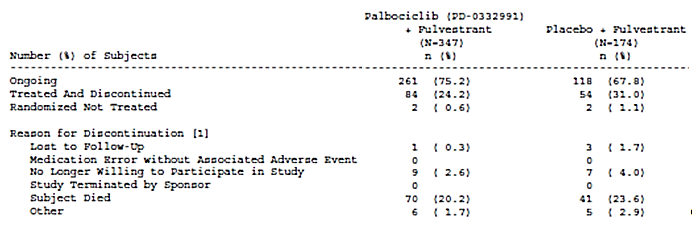 Palbociclib (PD-0332991)
+ Fulvestrant Placebo + Fulvestrant
(N=347) (N=174)
Number (%) of Subjects n (%) n (%)
Ongoing 261 (75.2) 118 (67.8)
Treated And Discontinued 84 (24.2) 54 (31.0)
Randomized Not Treated 2 ( 0.6) 2 ( 1.1)
Reason for Discontinuation [1]
Lost to Follow-Up 1 ( 0.3) 3 ( 1.7)
Medication Error without Associated Adverse Event 0 0
No Longer Willing to Participate in Study 9 ( 2.6) 7 ( 4.0)
Study Terminated by Sponsor 0 0
Subject Died 70 (20.2) 41 (23.6)
Other 6 ( 1.7) 5 ( 2.9)